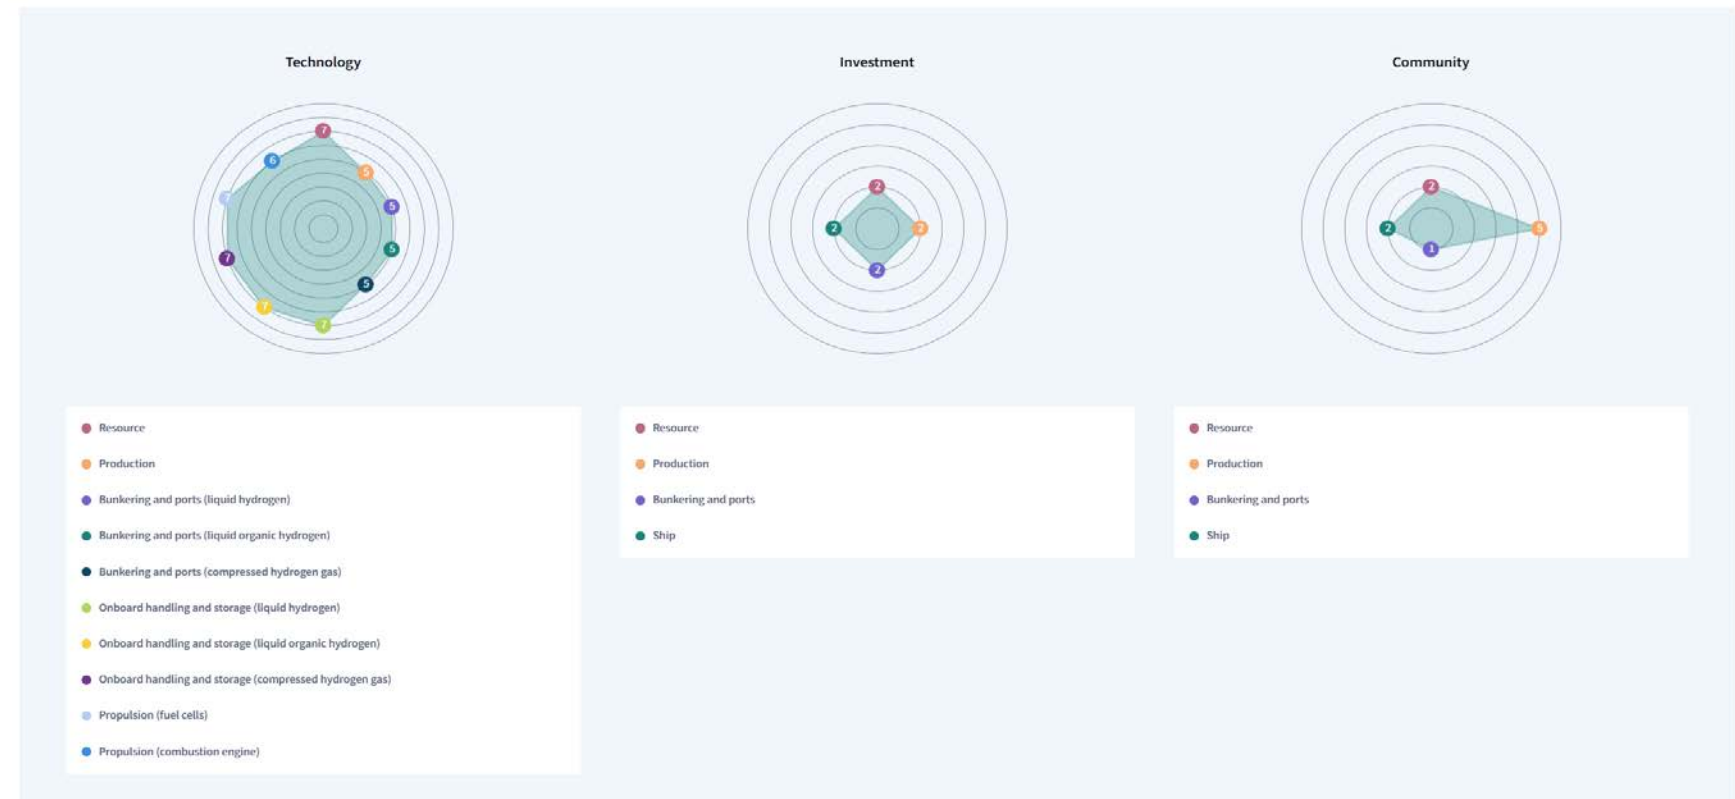 Technology
Investment
Community
7
6
5
7
5
7
5
7
5
7
2
2
2
2
2
2
5
1
Resource
Production
Bunkering and ports (liquid hydrogen)
Bunkering and ports (liquid organic hydrogen)
Bunkering and ports (compressed hydrogen gas)
Onboard handling and storage (liquid hydrogen)
Onboard handling and storage (liquid organic hydrogen)
Onboard handling and storage (compressed hydrogen gas)
Propulsion (fuel cells)
Propulsion (combustion engine)
Resource
Production
Bunkering and ports
Ship
Resource
Production
Bunkering and ports
Ship